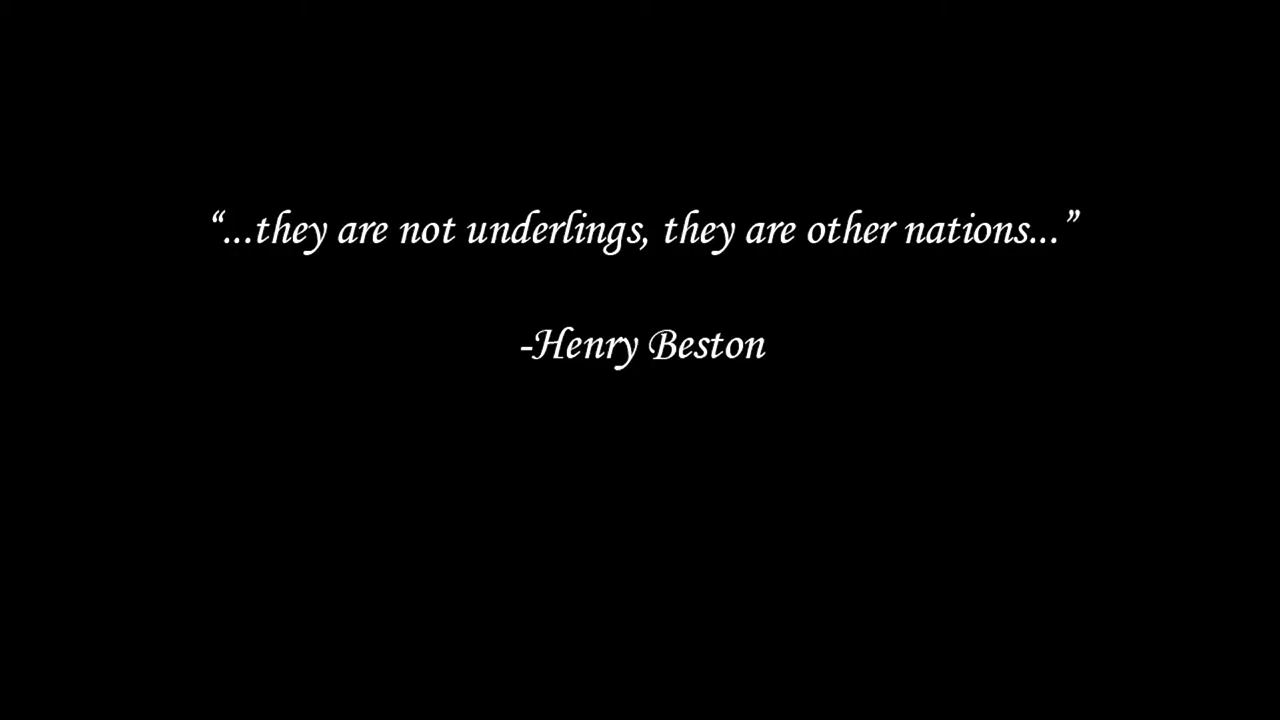 “...they are not underlings, they are other nations...”
-Henry Beston